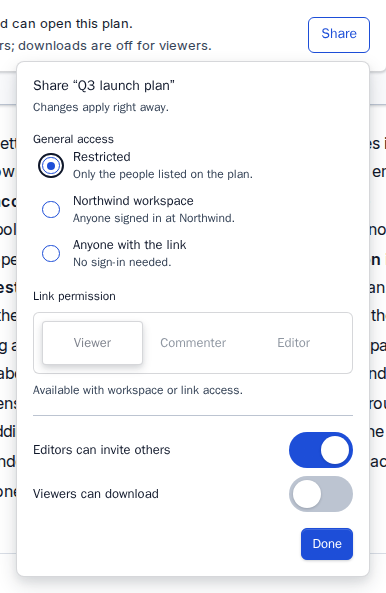 d can open this plan.
rs; downloads are off for viewers.
Share
Share “Q3 launch plan”
Changes apply right away.
General access
Restricted
Only the people listed on the plan.
Northwind workspace
Anyone signed in at Northwind.
Anyone with the link
No sign-in needed.
Link permission
Viewer
Commenter
Editor
Available with workspace or link access.
Editors can invite others
Viewers can download
Done